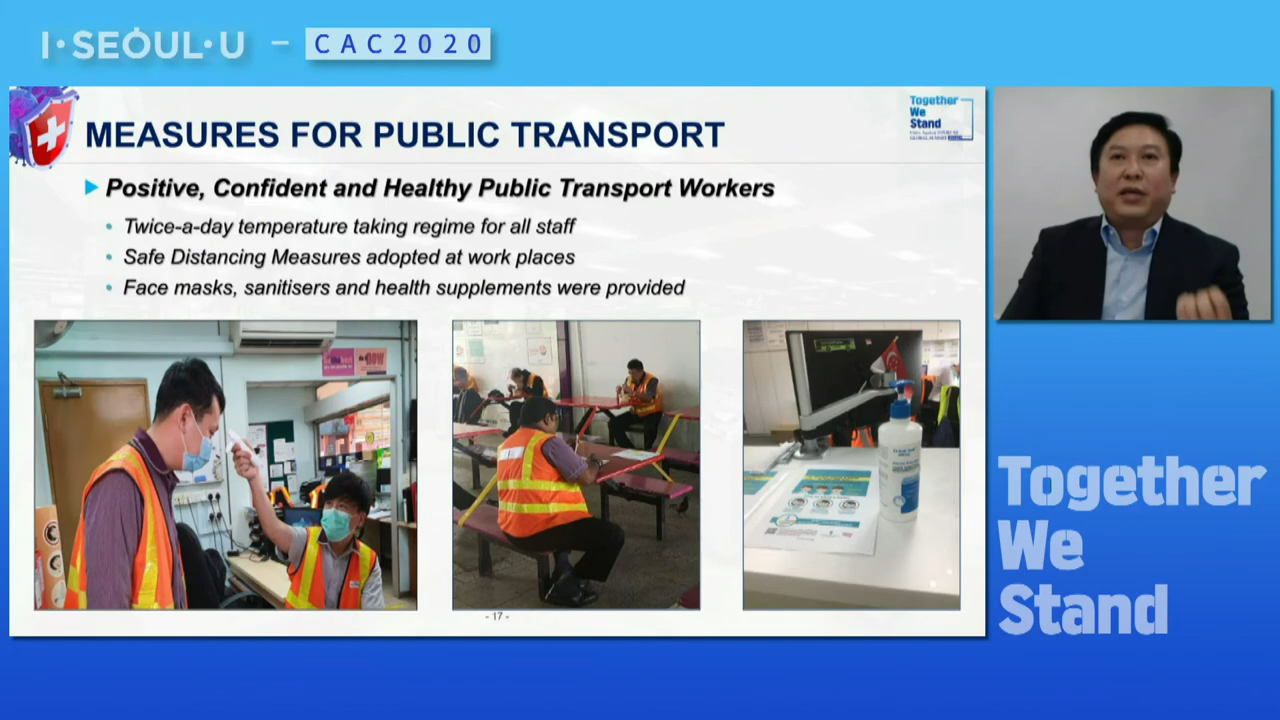 I·SEOUL·U – CAC2020
MEASURES FOR PUBLIC TRANSPORT
Together
We
Stand
Positive, Confident and Healthy Public Transport Workers
Twice-a-day temperature taking regime for all staff
Safe Distancing Measures adopted at work places
Face masks, sanitisers and health supplements were provided
- 17 -
Together
We
Stand